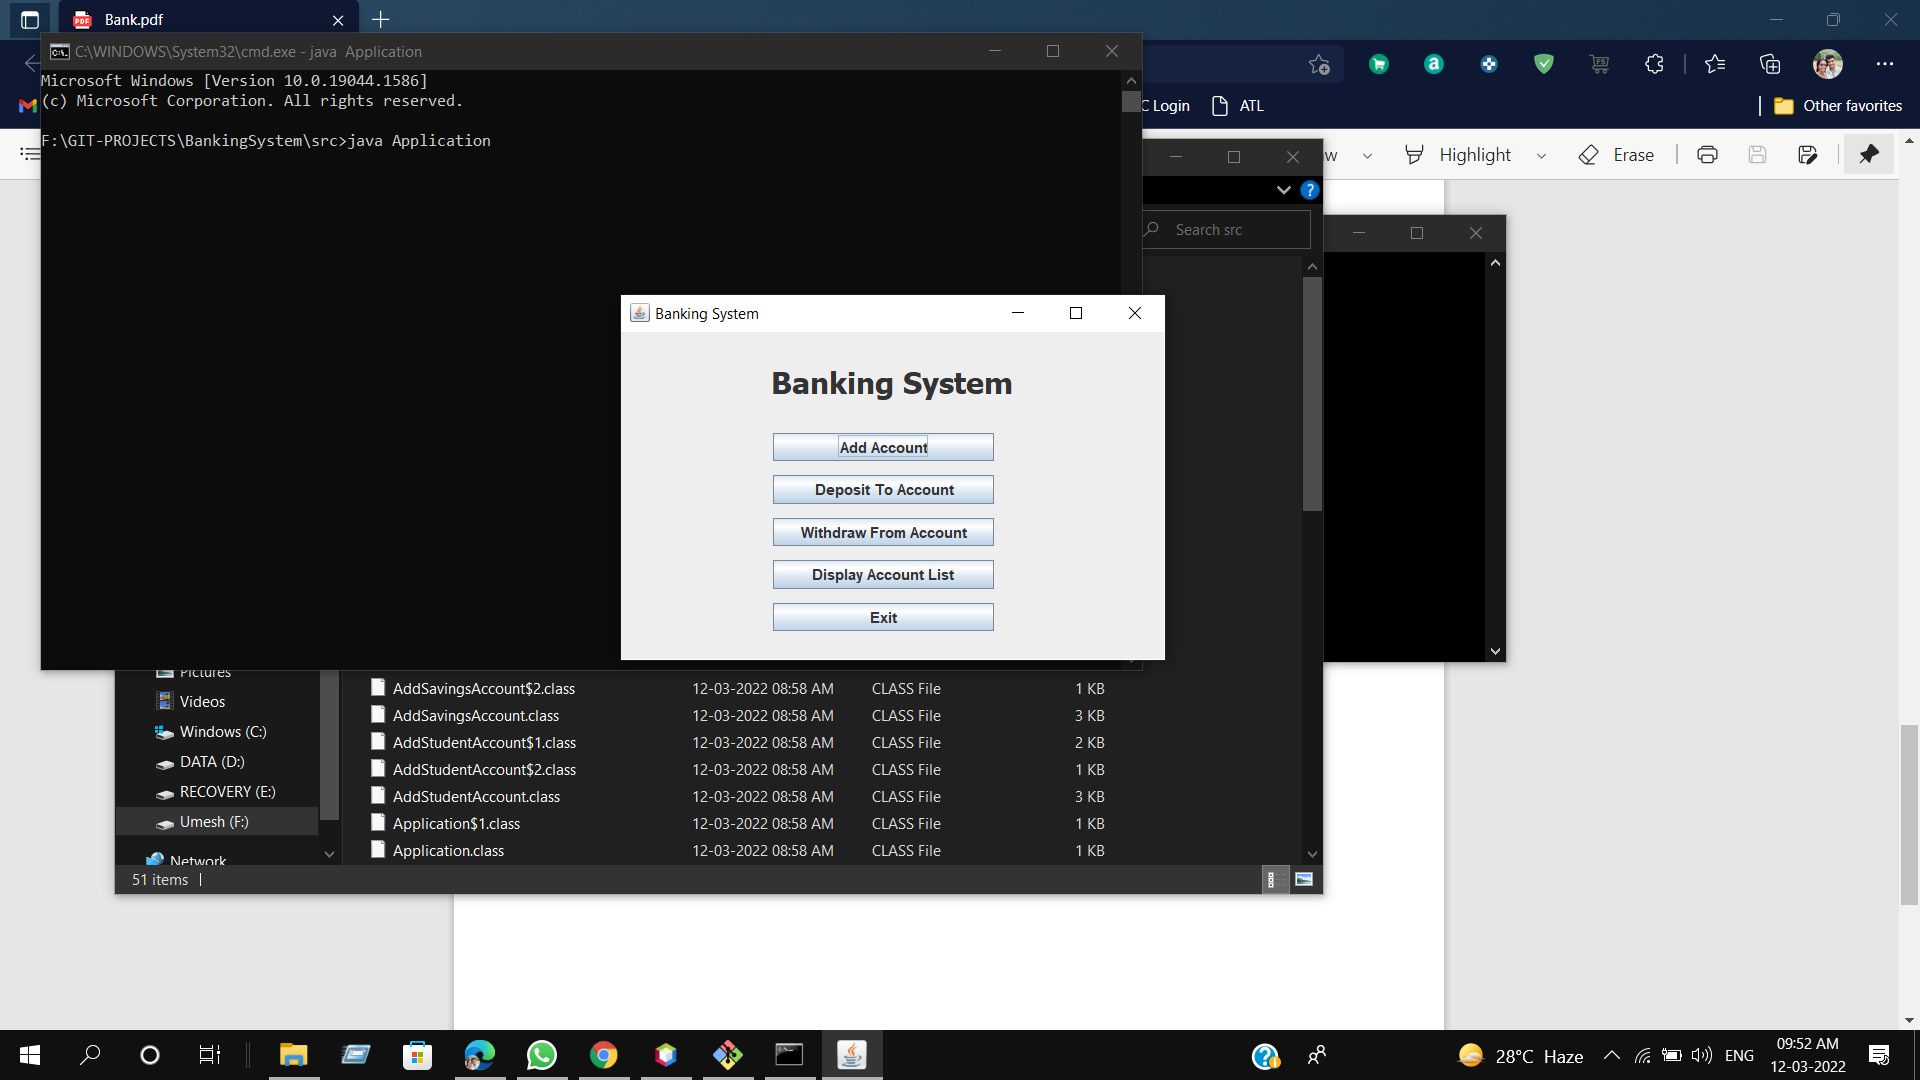 Bank.pdf
C:\WINDOWS\System32\cmd.exe - java  Application
Microsoft Windows [Version 10.0.19044.1586]
(c) Microsoft Corporation. All rights reserved.
F:\GIT-PROJECTS\BankingSystem\src>java Application
C Login
ATL
Other favorites
w
Highlight
Erase
Search src
Banking System
Banking System
Add Account
Deposit To Account
Withdraw From Account
Display Account List
Exit
Pictures
Videos
Windows (C:)
DATA (D:)
RECOVERY (E:)
Umesh (F:)
Network
AddSavingsAccount$2.class 12-03-2022 08:58 AM CLASS File 1 KB
AddSavingsAccount.class 12-03-2022 08:58 AM CLASS File 3 KB
AddStudentAccount$1.class 12-03-2022 08:58 AM CLASS File 2 KB
AddStudentAccount$2.class 12-03-2022 08:58 AM CLASS File 1 KB
AddStudentAccount.class 12-03-2022 08:58 AM CLASS File 3 KB
Application$1.class 12-03-2022 08:58 AM CLASS File 1 KB
Application.class 12-03-2022 08:58 AM CLASS File 1 KB
51 items
28°C Haze
ENG
09:52 AM
12-03-2022